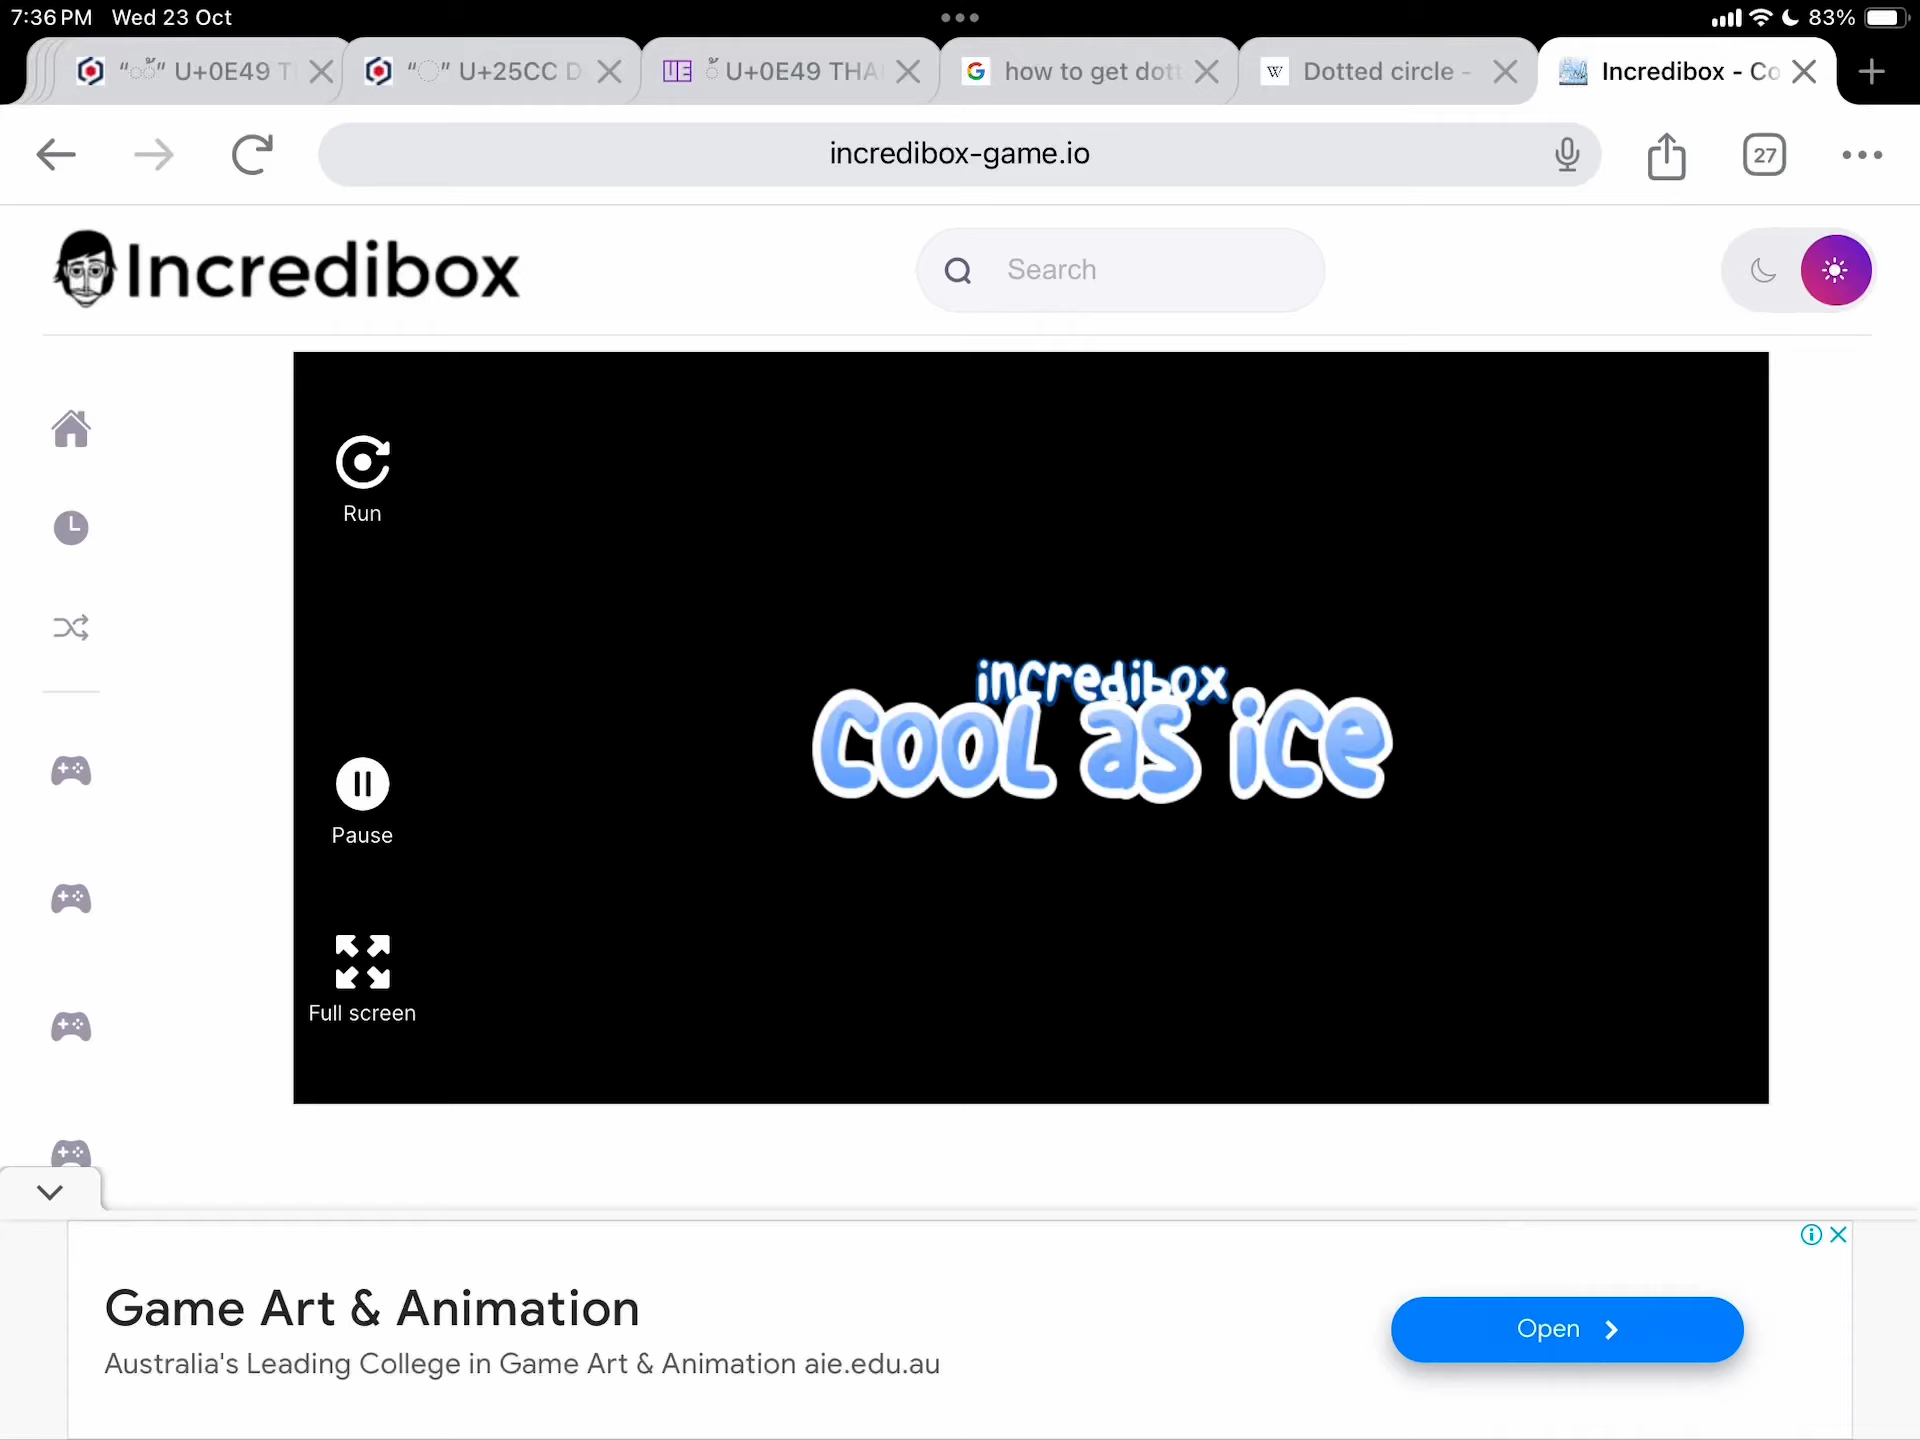 7:36 PM Wed 23 Oct
83%
“◌้” U+0E49 T
“◌” U+25CC D
◌้ U+0E49 THA
how to get dott
Dotted circle -
Incredibox - Co
incredibox-game.io
27
Incredibox
Search
Run
incredibox
cool as ice
Pause
Full screen
Game Art & Animation
Australia's Leading College in Game Art & Animation aie.edu.au
Open